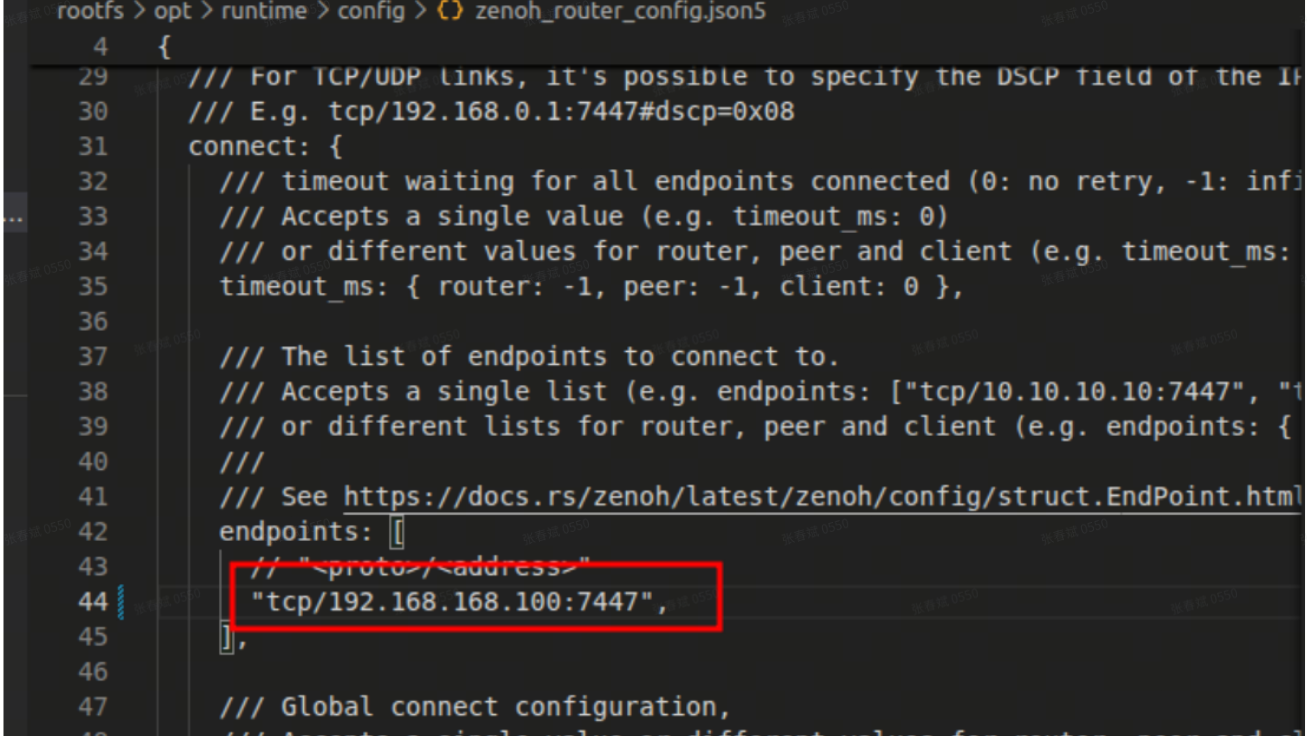 rootfs > opt > runtime > config > {} zenoh_router_config.json5
4 {
29 /// For TCP/UDP links, it's possible to specify the DSCP field of the IP
30 /// E.g. tcp/192.168.0.1:7447#dscp=0x08
31 connect: {
32 /// timeout waiting for all endpoints connected (0: no retry, -1: infi
33 /// Accepts a single value (e.g. timeout_ms: 0)
34 /// or different values for router, peer and client (e.g. timeout_ms:
35 timeout_ms: { router: -1, peer: -1, client: 0 },
36
37 /// The list of endpoints to connect to.
38 /// Accepts a single list (e.g. endpoints: ["tcp/10.10.10.10:7447", "t
39 /// or different lists for router, peer and client (e.g. endpoints: {
40 ///
41 /// See https://docs.rs/zenoh/latest/zenoh/config/struct.EndPoint.html
42 endpoints: [
43 // "<proto>/<address>"
44 "tcp/192.168.168.100:7447",
45 ],
46
47 /// Global connect configuration,